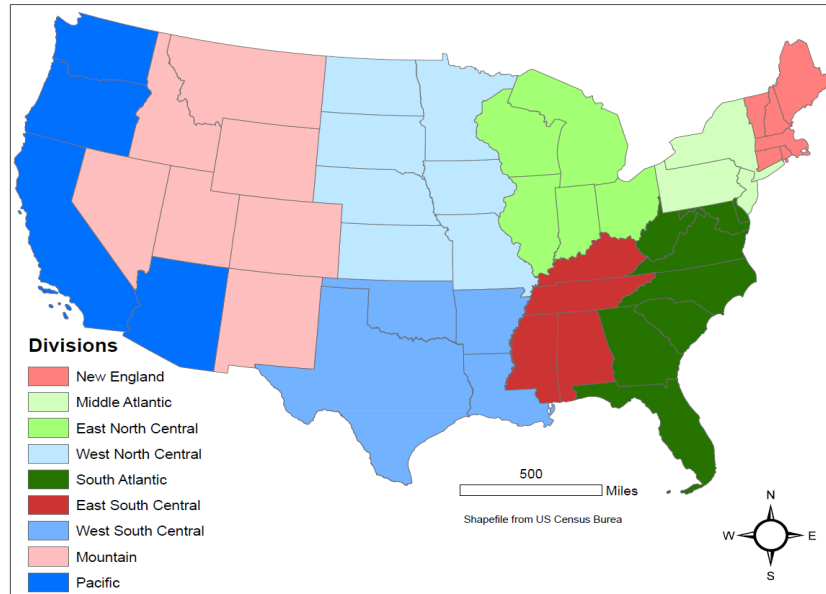 Divisions
New England
Middle Atlantic
East North Central
West North Central
South Atlantic
East South Central
West South Central
Mountain
Pacific
500
Miles
Shapefile from US Census Burea
N
W
E
S